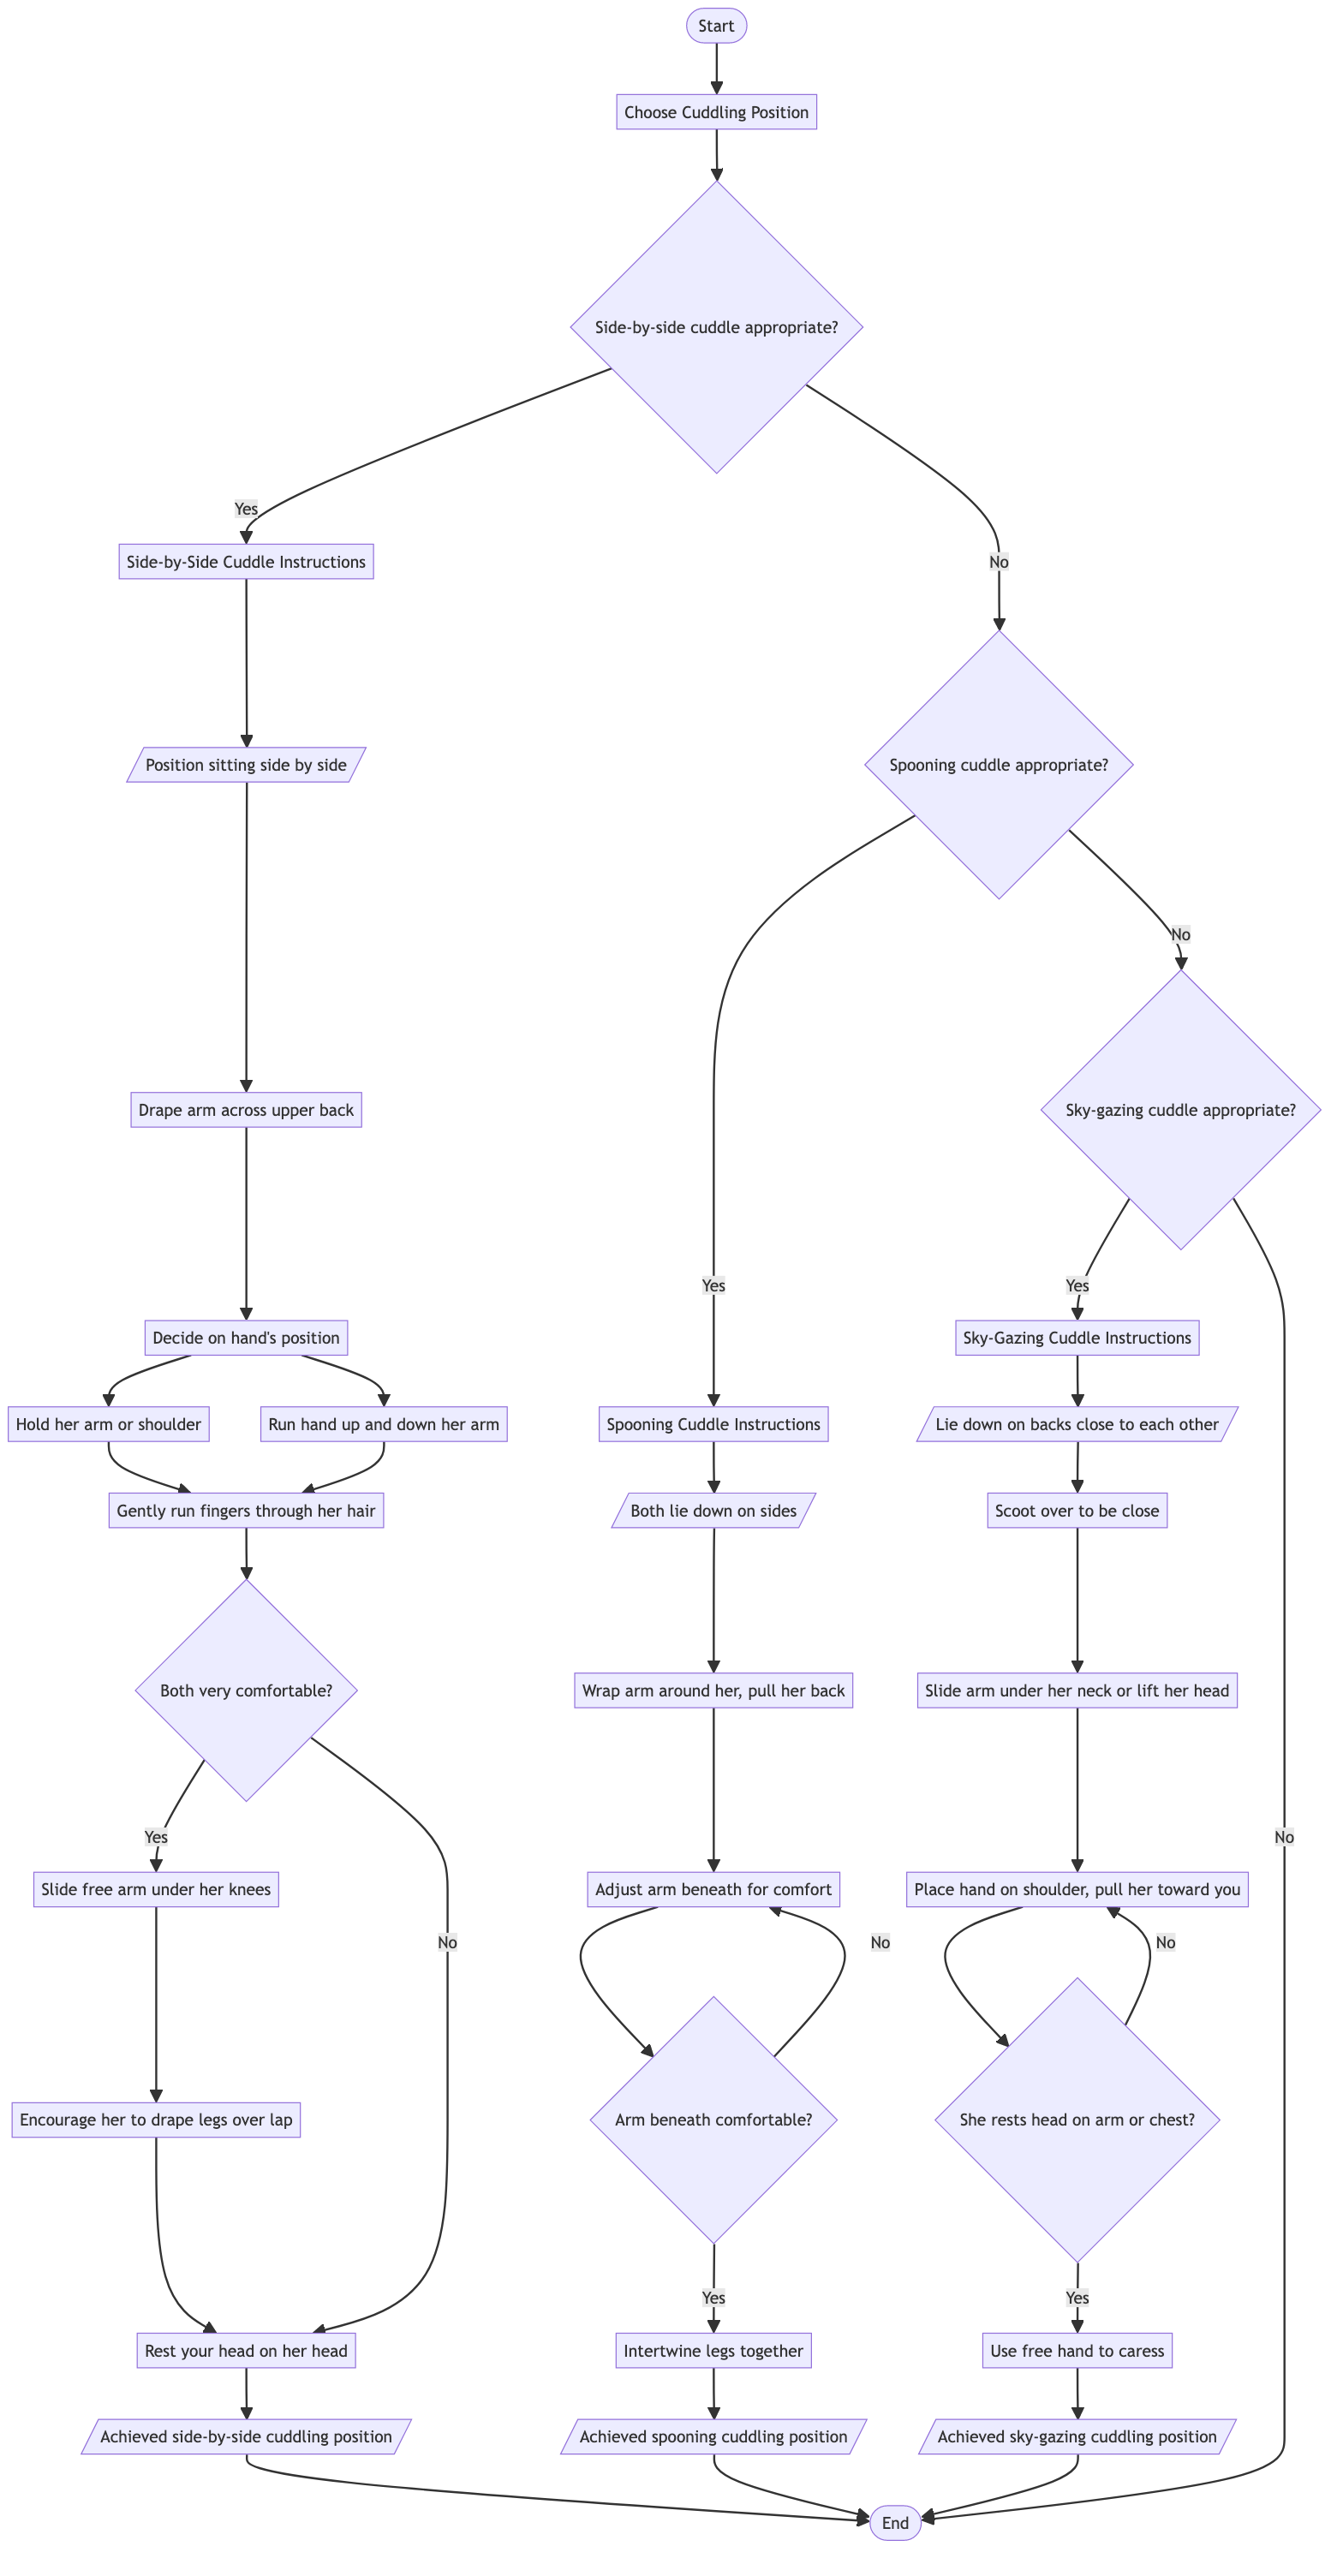 Start
Choose Cuddling Position
Side-by-side cuddle appropriate?
Yes
Side-by-Side Cuddle Instructions
No
Position sitting side by side
Spooning cuddle appropriate?
No
Drape arm across upper back
Sky-gazing cuddle appropriate?
Yes
Yes
Decide on hand's position
Sky-Gazing Cuddle Instructions
Hold her arm or shoulder
Run hand up and down her arm
Spooning Cuddle Instructions
Lie down on backs close to each other
Gently run fingers through her hair
Both lie down on sides
Scoot over to be close
Both very comfortable?
Wrap arm around her, pull her back
Slide arm under her neck or lift her head
Yes
No
Slide free arm under her knees
Adjust arm beneath for comfort
Place hand on shoulder, pull her toward you
No
No
No
Encourage her to drape legs over lap
Arm beneath comfortable?
She rests head on arm or chest?
Yes
Yes
Rest your head on her head
Intertwine legs together
Use free hand to caress
Achieved side-by-side cuddling position
Achieved spooning cuddling position
Achieved sky-gazing cuddling position
End